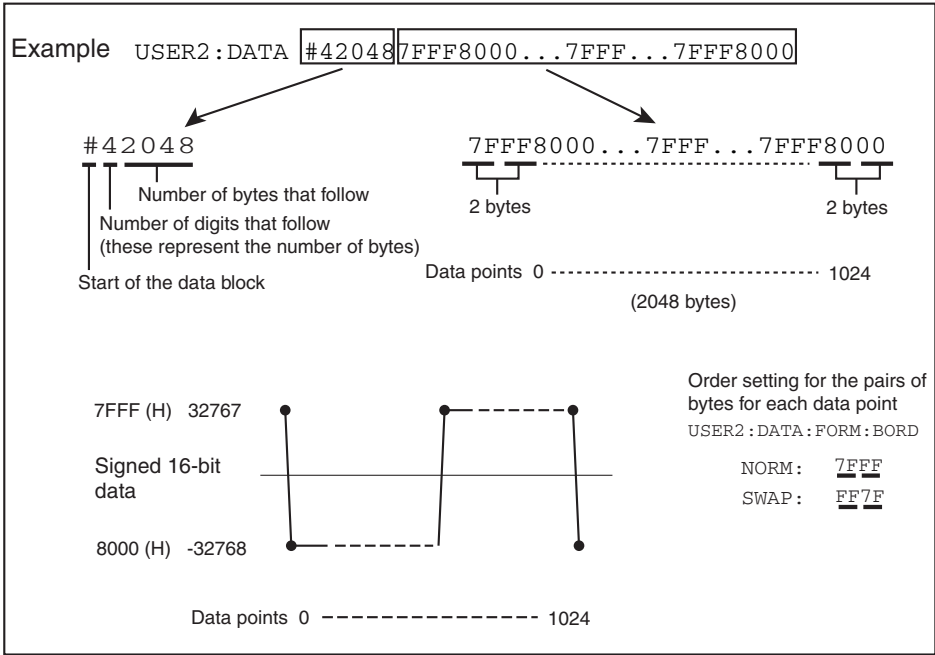 Example USER2:DATA #420487FFF8000...7FFF...7FFF8000
#42048
Number of bytes that follow
Number of digits that follow
(these represent the number of bytes)
Start of the data block
7FFF8000...7FFF...7FFF8000
2 bytes 2 bytes
Data points 0 1024
(2048 bytes)
7FFF (H) 32767
Signed 16-bit
data
8000 (H) -32768
Data points 0 1024
Order setting for the pairs of
bytes for each data point
USER2:DATA:FORM:BORD
NORM: 7FFF
SWAP: FF7F